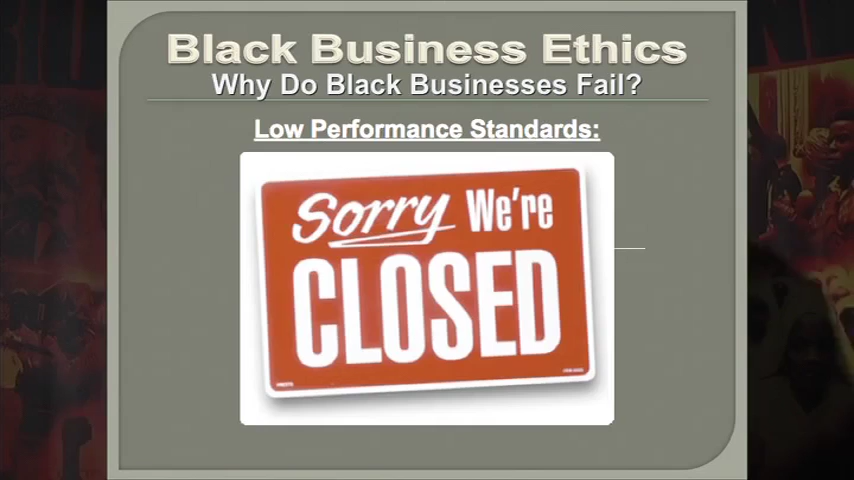 Black Business Ethics
Why Do Black Businesses Fail?
Low Performance Standards:
Sorry We're
CLOSED